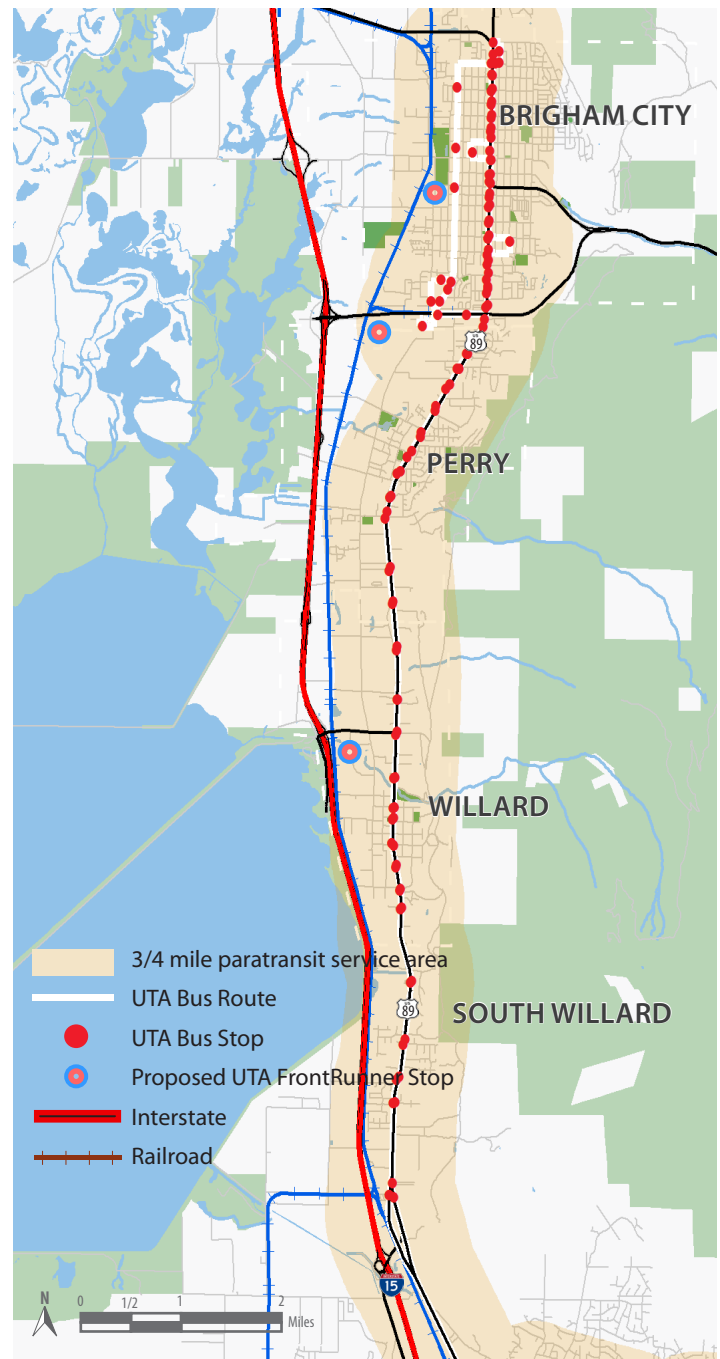 BRIGHAM CITY
US
89
PERRY
WILLARD
3/4 mile paratransit service area
UTA Bus Route
SOUTH WILLARD
89
UTA Bus Stop
Proposed UTA FrontRunner Stop
Interstate
Railroad
15
N
0 1/2 1 2
Miles